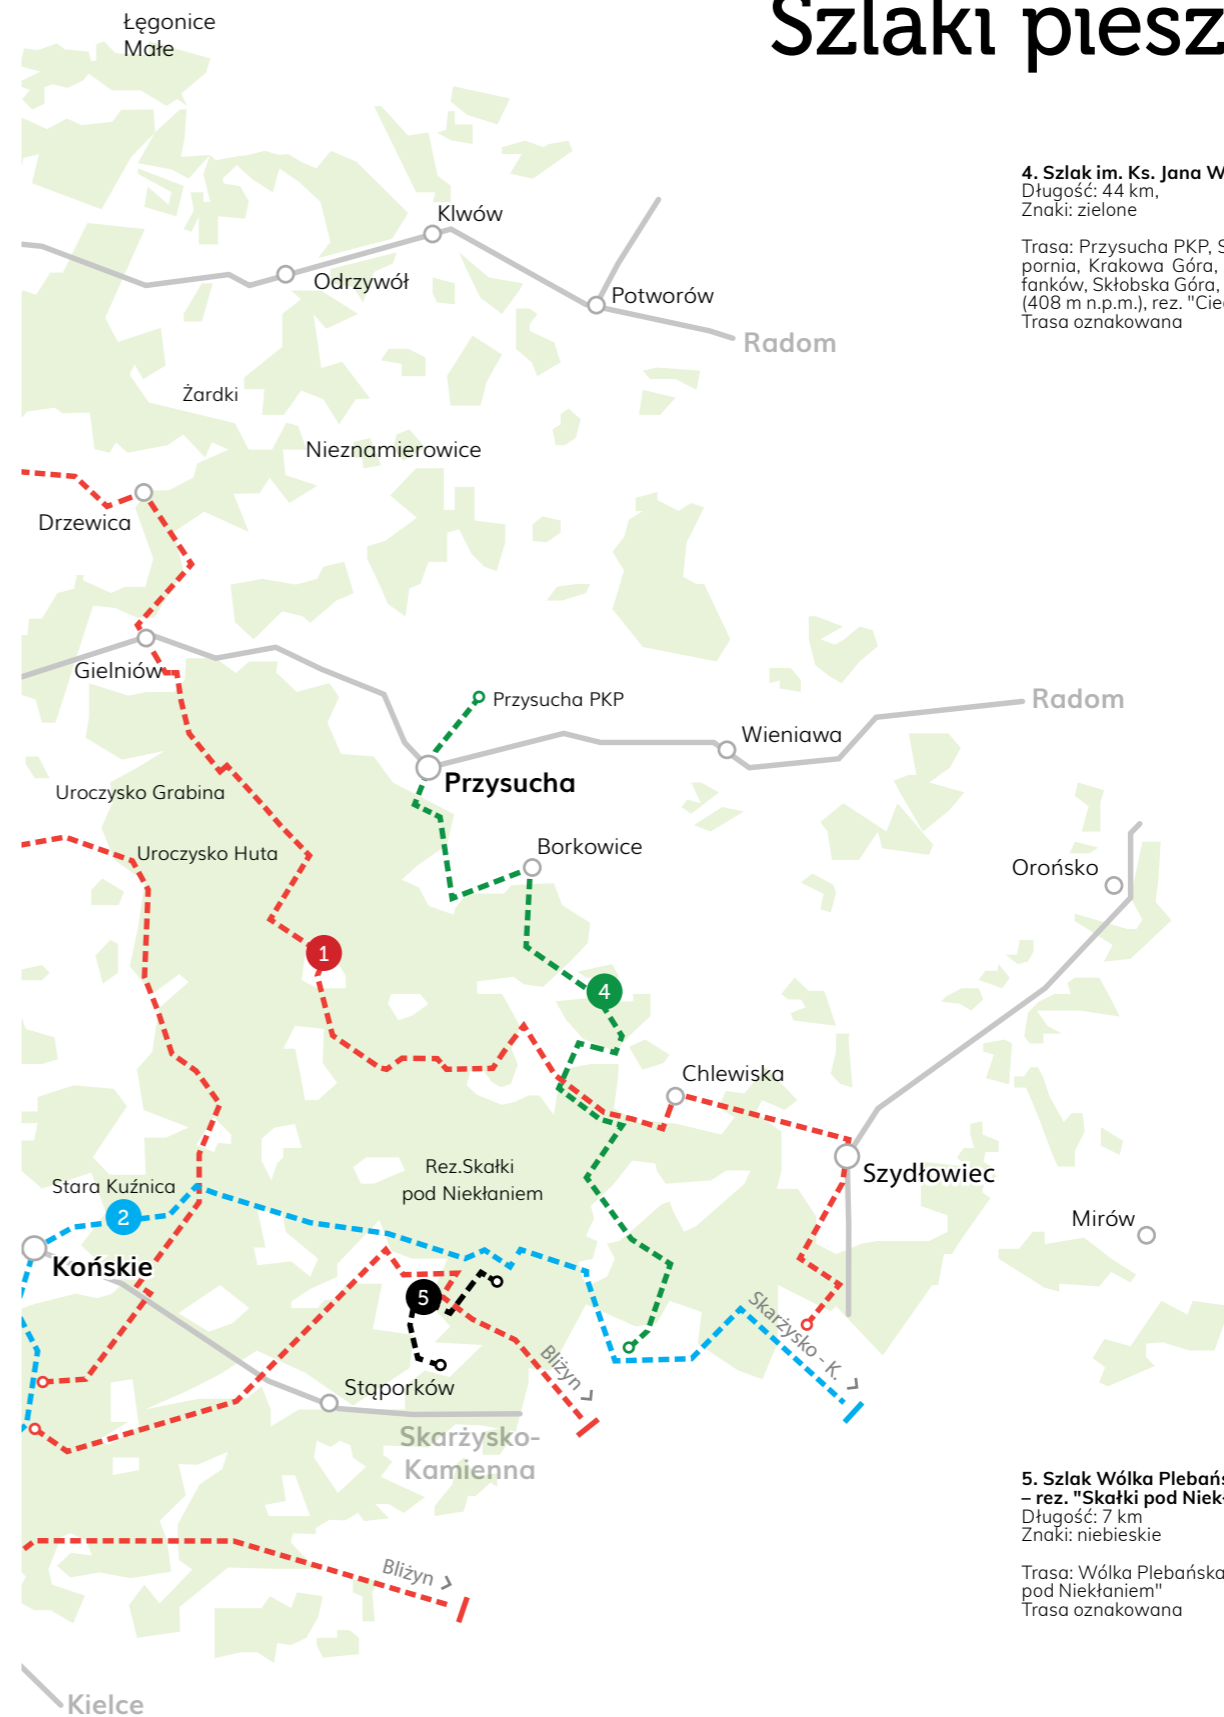 Szlaki piesz
Łęgonice
Małe
4. Szlak im. Ks. Jana W
Długość: 44 km,
Znaki: zielone
Trasa: Przysucha PKP, S
pornia, Krakowa Góra,
fanków, Skłobska Góra,
(408 m n.p.m.), rez. "Cie
Trasa oznakowana
Klwów
Odrzywół
Potworów
Radom
Żardki
Nieznamierowice
Drzewica
Gielniów
Przysucha PKP
Radom
Wieniawa
Przysucha
Uroczysko Grabina
Uroczysko Huta
Borkowice
Orońsko
1
4
Chlewiska
Rez.Skałki
pod Niekłaniem
Szydłowiec
Stara Kuźnica
2
Mirów
Końskie
5
Skarżysko - K. >
Bliżyn >
Stąporków
Skarżysko-
Kamienna
5. Szlak Wólka Plebańs
– rez. "Skałki pod Niek
Długość: 7 km
Znaki: niebieskie
Trasa: Wólka Plebańska
pod Niekłaniem"
Trasa oznakowana
Bliżyn >
Kielce